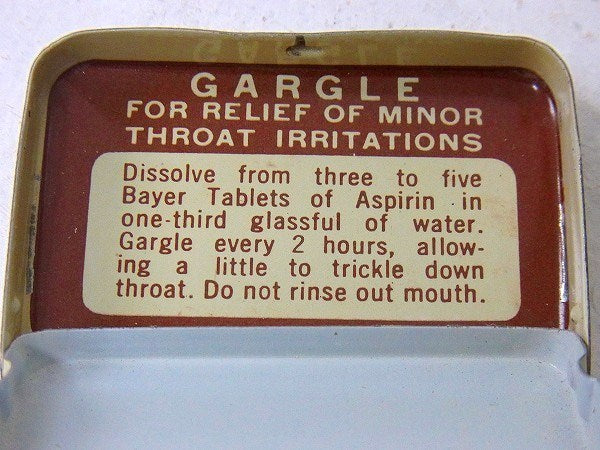 GARGLE
FOR RELIEF OF MINOR
THROAT IRRITATIONS
Dissolve from three to five
Bayer Tablets of Aspirin in
one-third glassful of water.
Gargle every 2 hours, allow-
ing a little to trickle down
throat. Do not rinse out mouth.